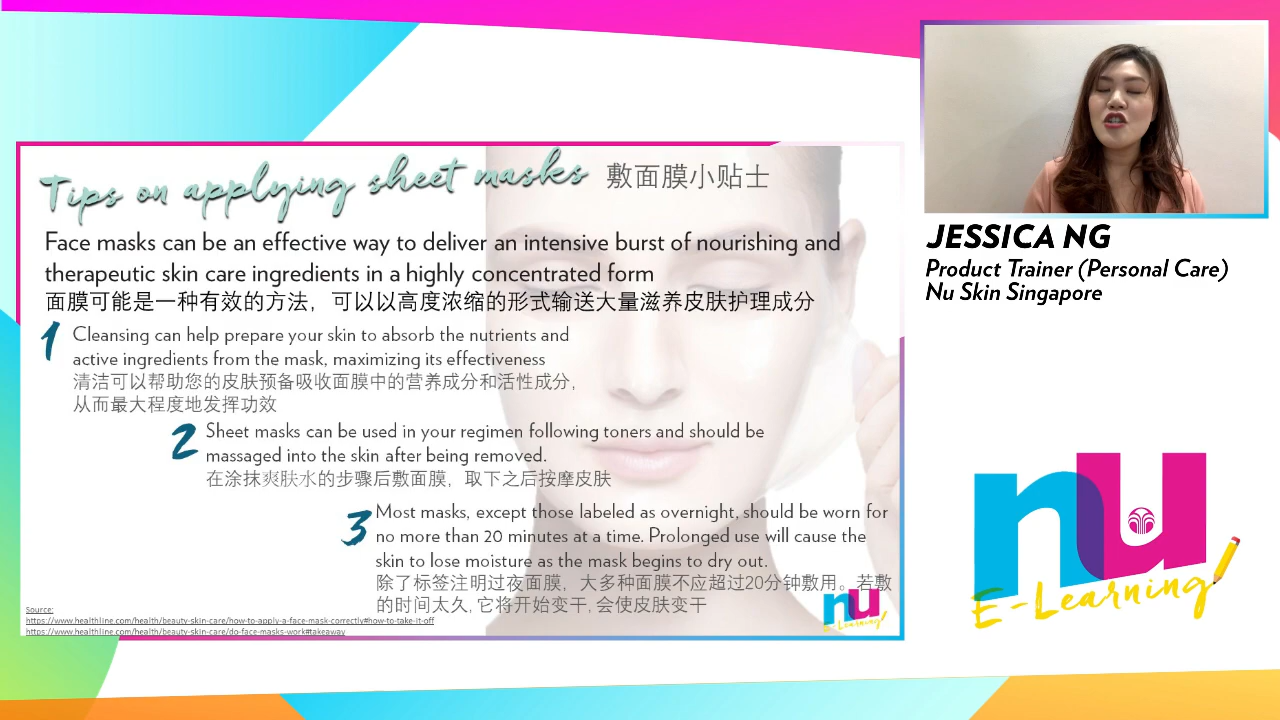 Tips on applying sheet masks 敷面膜小贴士
Face masks can be an effective way to deliver an intensive burst of nourishing and
therapeutic skin care ingredients in a highly concentrated form
面膜可能是一种有效的方法，可以以高度浓缩的形式输送大量滋养皮肤护理成分
1 Cleansing can help prepare your skin to absorb the nutrients and
active ingredients from the mask, maximizing its effectiveness
清洁可以帮助您的皮肤预备吸收面膜中的营养成分和活性成分,
从而最大程度地发挥功效
2 Sheet masks can be used in your regimen following toners and should be
massaged into the skin after being removed.
在涂抹爽肤水的步骤后敷面膜，取下之后按摩皮肤
3 Most masks, except those labeled as overnight, should be worn for
no more than 20 minutes at a time. Prolonged use will cause the
skin to lose moisture as the mask begins to dry out.
除了标签注明过夜面膜，大多种面膜不应超过20分钟敷用。若敷
的时间太久, 它将开始变干, 会使皮肤变干
Source:
https://www.healthline.com/health/beauty-skin-care/how-to-apply-a-face-mask-correctly#how-to-take-it-off
https://www.healthline.com/health/beauty-skin-care/do-face-masks-work#takeaway
nu
E-Learning
JESSICA NG
Product Trainer (Personal Care)
Nu Skin Singapore
nu
E-Learning